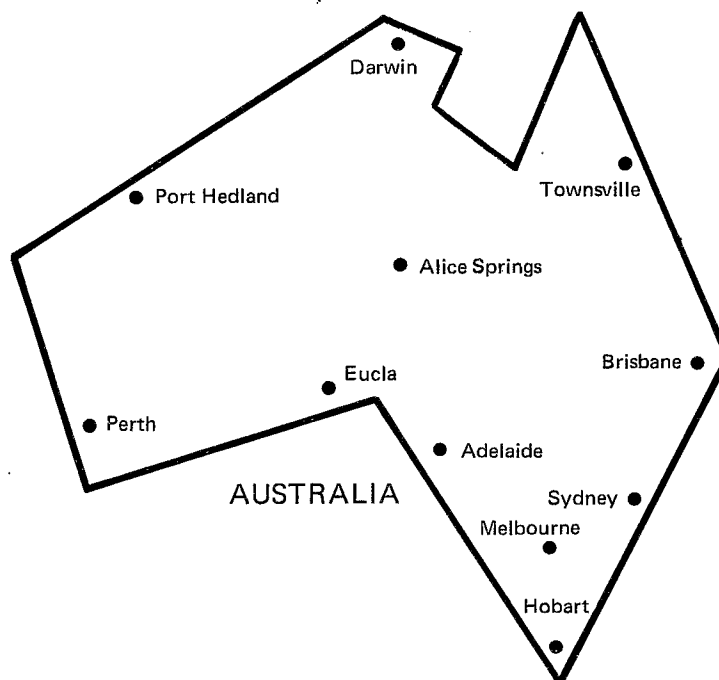 Darwin
Townsville
Port Hedland
Alice Springs
Brisbane
Eucla
Perth
Adelaide
AUSTRALIA
Sydney
Melbourne
Hobart